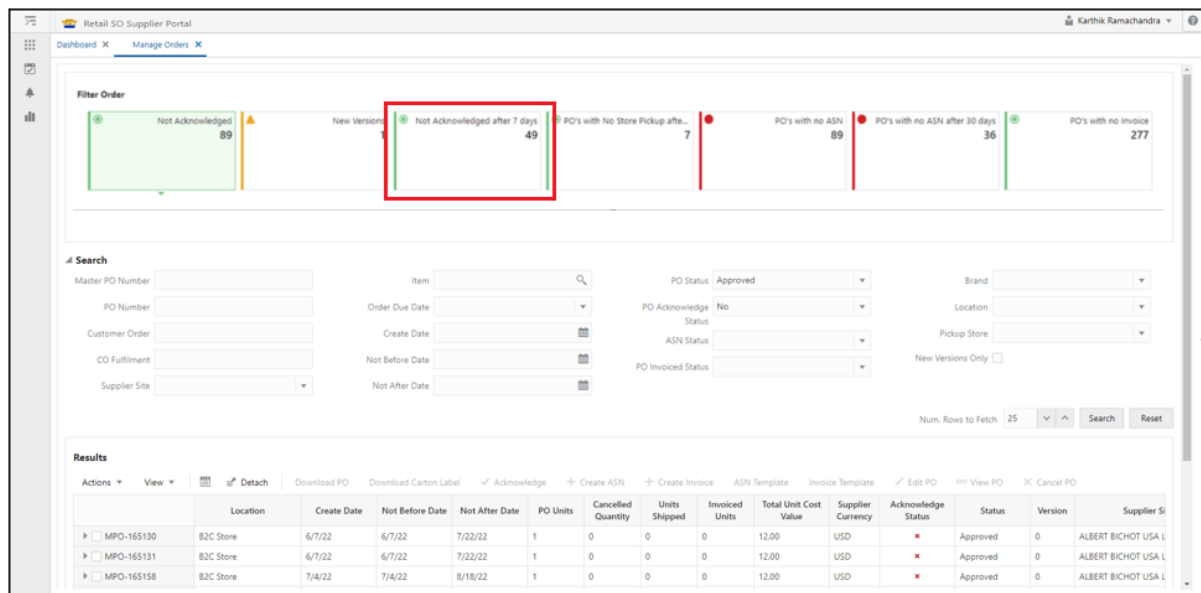 Retail SO Supplier Portal
Karthik Ramachandra
Dashboard
Manage Orders
Filter Order
Not Acknowledged
89
New Versions
1
Not Acknowledged after 7 days
49
PO's with No Store Pickup afte...
7
PO's with no ASN
89
PO's with no ASN after 30 days
36
PO's with no Invoice
277
Search
Master PO Number
Item
PO Status Approved
Brand
PO Number
Order Due Date
PO Acknowledge Status No
Location
Customer Order
Create Date
ASN Status
Pickup Store
CO Fulfilment
Not Before Date
PO Invoiced Status
New Versions Only
Supplier Site
Not After Date
Num. Rows to Fetch 25 Search Reset
Results
Actions View Detach Download PO Download Carton Label Acknowledge Create ASN Create Invoice ASN Template Invoice Template Edit PO View PO Cancel PO
Location Create Date Not Before Date Not After Date PO Units Cancelled Quantity Units Shipped Invoiced Units Total Unit Cost Value Supplier Currency Acknowledge Status Status Version Supplier Si
MPO-165130 B2C Store 6/7/22 6/7/22 7/22/22 1 0 0 0 12.00 USD Approved 0 ALBERT BICHOT USA L
MPO-165131 B2C Store 6/7/22 6/7/22 7/22/22 1 0 0 0 12.00 USD Approved 0 ALBERT BICHOT USA L
MPO-165158 B2C Store 7/4/22 7/4/22 8/18/22 1 0 0 0 12.00 USD Approved 0 ALBERT BICHOT USA L